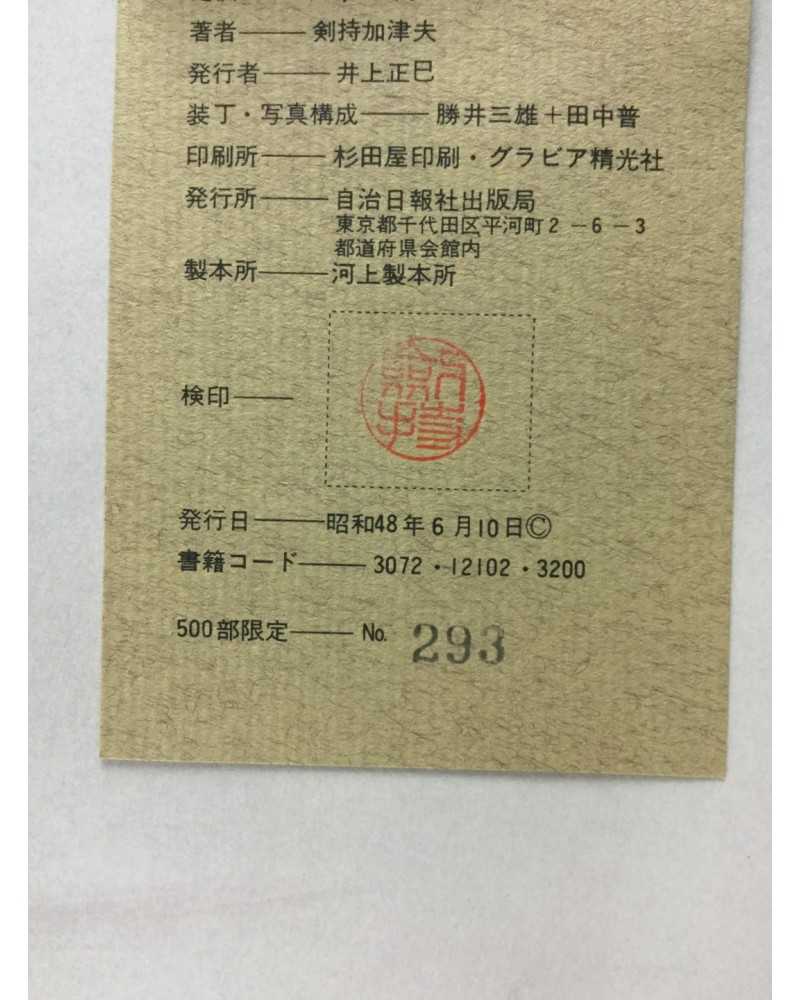 著者――剣持加津夫
発行者――井上正巳
装丁・写真構成――勝井三雄+田中普
印刷所――杉田屋印刷・グラビア精光社
発行所――自治日報社出版局
東京都千代田区平河町2-6-3
都道府県会館内
製本所――河上製本所
検印――
発行日――昭和48年6月10日©
書籍コード――3072・12102・3200
500部限定――No. 293